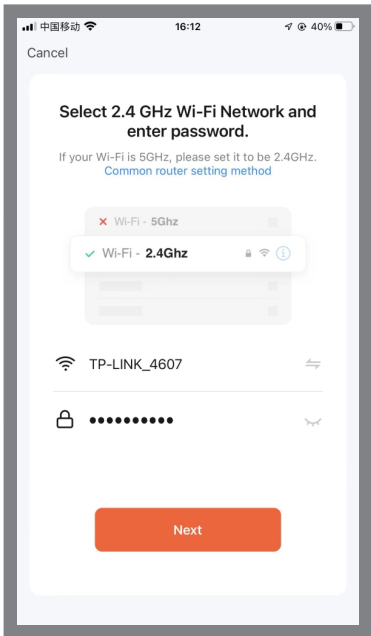 中国移动 16:12 40%
Cancel
Select 2.4 GHz Wi-Fi Network and
enter password.
If your Wi-Fi is 5GHz, please set it to be 2.4GHz.
Common router setting method
Wi-Fi - 5Ghz
Wi-Fi - 2.4Ghz
TP-LINK_4607
●●●●●●●●●●
Next